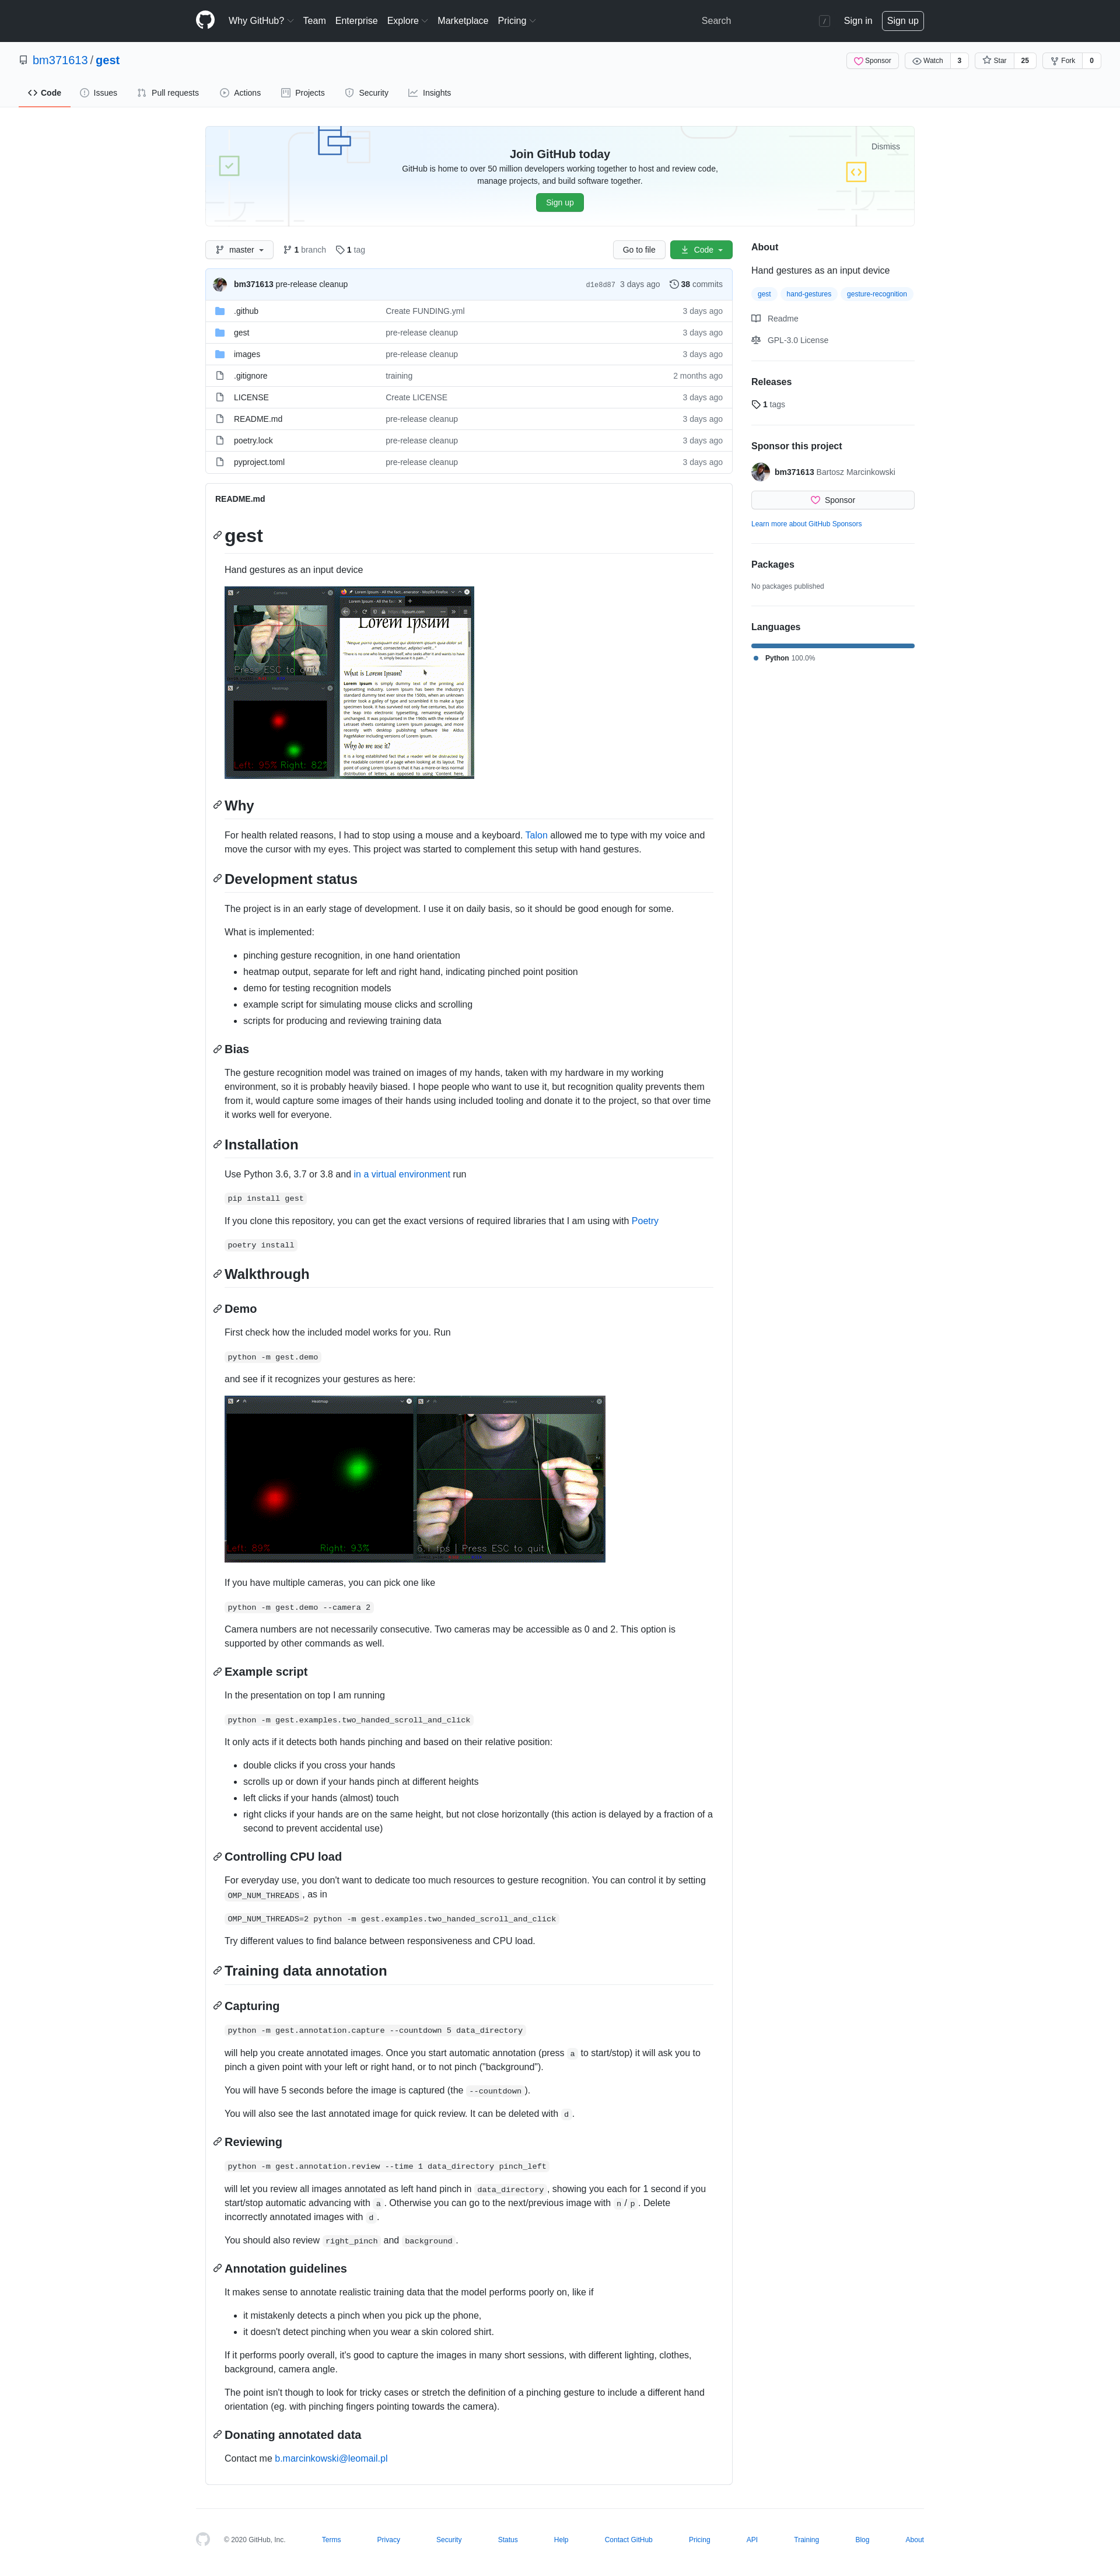 Why GitHub? Team Enterprise Explore Marketplace Pricing Search / Sign in Sign up
bm371613 / gest
Sponsor Watch 3 Star 25 Fork 0
Code Issues Pull requests Actions Projects Security Insights
Join GitHub today
Dismiss
GitHub is home to over 50 million developers working together to host and review code,
manage projects, and build software together.
Sign up
master 1 branch 1 tag Go to file Code
bm371613 pre-release cleanup d1e8d87 3 days ago 38 commits
.github Create FUNDING.yml 3 days ago
gest pre-release cleanup 3 days ago
images pre-release cleanup 3 days ago
.gitignore training 2 months ago
LICENSE Create LICENSE 3 days ago
README.md pre-release cleanup 3 days ago
poetry.lock pre-release cleanup 3 days ago
pyproject.toml pre-release cleanup 3 days ago
About
Hand gestures as an input device
gest hand-gestures gesture-recognition
Readme
GPL-3.0 License
Releases
1 tags
Sponsor this project
bm371613 Bartosz Marcinkowski
Sponsor
Learn more about GitHub Sponsors
Packages
No packages published
Languages
Python 100.0%
README.md
gest
Hand gestures as an input device
Camera
Press ESC to quit
Heatmap
Left: 95% Right: 82%
Lorem Ipsum
What is Lorem Ipsum?
Why do we use it?
Why
For health related reasons, I had to stop using a mouse and a keyboard. Talon allowed me to type with my voice and
move the cursor with my eyes. This project was started to complement this setup with hand gestures.
Development status
The project is in an early stage of development. I use it on daily basis, so it should be good enough for some.
What is implemented:
pinching gesture recognition, in one hand orientation
heatmap output, separate for left and right hand, indicating pinched point position
demo for testing recognition models
example script for simulating mouse clicks and scrolling
scripts for producing and reviewing training data
Bias
The gesture recognition model was trained on images of my hands, taken with my hardware in my working
environment, so it is probably heavily biased. I hope people who want to use it, but recognition quality prevents them
from it, would capture some images of their hands using included tooling and donate it to the project, so that over time
it works well for everyone.
Installation
Use Python 3.6, 3.7 or 3.8 and in a virtual environment run
pip install gest
If you clone this repository, you can get the exact versions of required libraries that I am using with Poetry
poetry install
Walkthrough
Demo
First check how the included model works for you. Run
python -m gest.demo
and see if it recognizes your gestures as here:
Heatmap Camera
Left: 89% Right: 93% fps | Press ESC to quit
If you have multiple cameras, you can pick one like
python -m gest.demo --camera 2
Camera numbers are not necessarily consecutive. Two cameras may be accessible as 0 and 2. This option is
supported by other commands as well.
Example script
In the presentation on top I am running
python -m gest.examples.two_handed_scroll_and_click
It only acts if it detects both hands pinching and based on their relative position:
double clicks if you cross your hands
scrolls up or down if your hands pinch at different heights
left clicks if your hands (almost) touch
right clicks if your hands are on the same height, but not close horizontally (this action is delayed by a fraction of a
second to prevent accidental use)
Controlling CPU load
For everyday use, you don't want to dedicate too much resources to gesture recognition. You can control it by setting
OMP_NUM_THREADS , as in
OMP_NUM_THREADS=2 python -m gest.examples.two_handed_scroll_and_click
Try different values to find balance between responsiveness and CPU load.
Training data annotation
Capturing
python -m gest.annotation.capture --countdown 5 data_directory
will help you create annotated images. Once you start automatic annotation (press a to start/stop) it will ask you to
pinch a given point with your left or right hand, or to not pinch ("background").
You will have 5 seconds before the image is captured (the --countdown ).
You will also see the last annotated image for quick review. It can be deleted with d .
Reviewing
python -m gest.annotation.review --time 1 data_directory pinch_left
will let you review all images annotated as left hand pinch in data_directory , showing you each for 1 second if you
start/stop automatic advancing with a . Otherwise you can go to the next/previous image with n / p . Delete
incorrectly annotated images with d .
You should also review right_pinch and background .
Annotation guidelines
It makes sense to annotate realistic training data that the model performs poorly on, like if
it mistakenly detects a pinch when you pick up the phone,
it doesn't detect pinching when you wear a skin colored shirt.
If it performs poorly overall, it's good to capture the images in many short sessions, with different lighting, clothes,
background, camera angle.
The point isn't though to look for tricky cases or stretch the definition of a pinching gesture to include a different hand
orientation (eg. with pinching fingers pointing towards the camera).
Donating annotated data
Contact me b.marcinkowski@leomail.pl
© 2020 GitHub, Inc. Terms Privacy Security Status Help Contact GitHub Pricing API Training Blog About